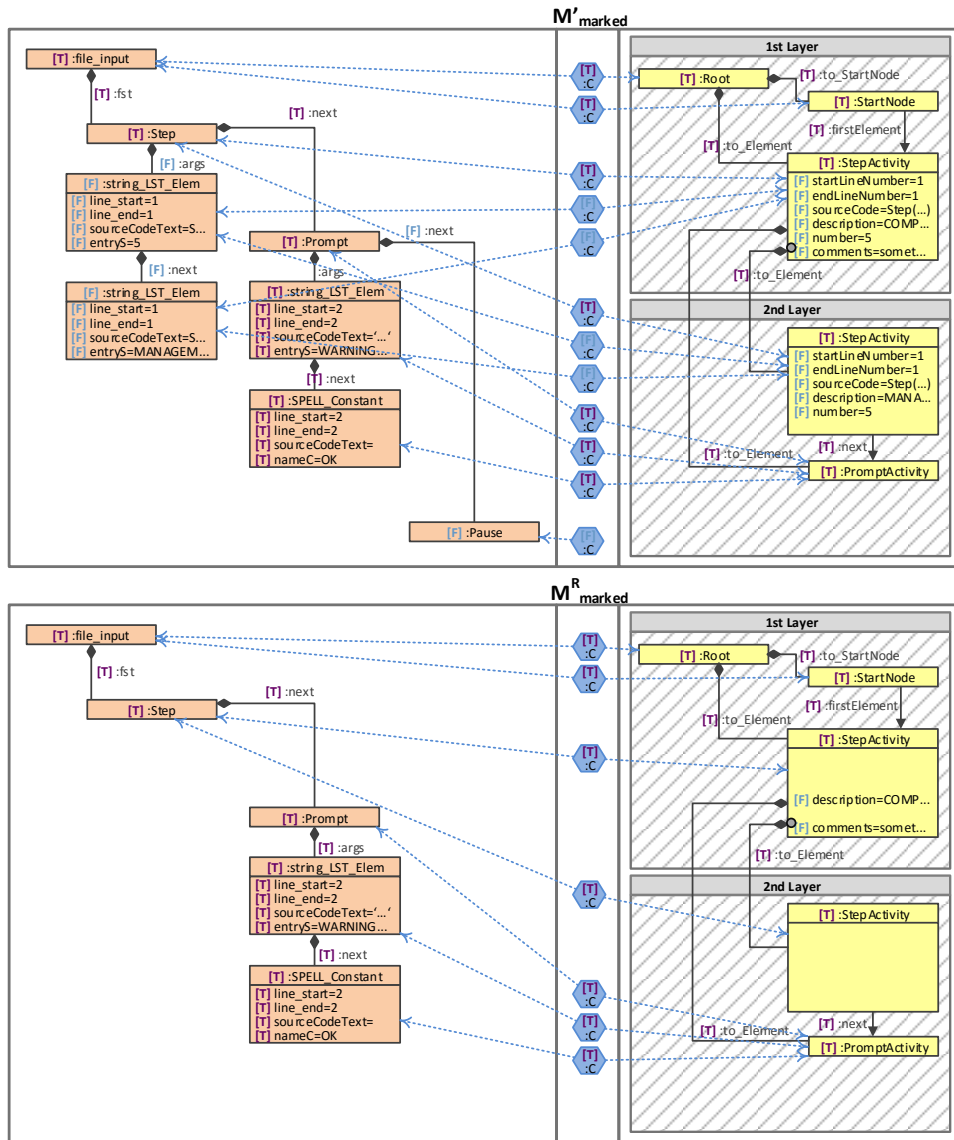 M’marked
1st Layer
[T] :file_input
[T] :C
[T] :Root
[T] :to_StartNode
[T] :fst
[T] :C
[T] :StartNode
[T] :next
[T] :firstElement
[T] :Step
[T] :to_Element
[F] :args
[T] :C
[T] :StepActivity
[F] startLineNumber=1
[F] endLineNumber=1
[F] sourceCode=Step(...)
[F] description=COMP...
[F] number=5
[F] comments=somet...
[F] :string_LST_Elem
[F] line_start=1
[F] line_end=1
[F] sourceCodeText=S...
[F] entryS=5
[F] :C
[F] :C
[F] :next
[T] :Prompt
[F] :next
:args
[T] :to_Element
[F] :string_LST_Elem
[F] line_start=1
[F] line_end=1
[F] sourceCodeText=S...
[F] entryS=MANAGEM...
[T] :string_LST_Elem
[T] line_start=2
[T] line_end=2
[T] sourceCodeText=‘...‘
[T] entryS=WARNING...
[T] :C
[F] :C
[F] :C
2nd Layer
[T] :StepActivity
[F] startLineNumber=1
[F] endLineNumber=1
[F] sourceCode=Step(...)
[F] description=MANA...
[F] number=5
[T] :next
[T] :SPELL_Constant
[T] line_start=2
[T] line_end=2
[T] sourceCodeText=
[T] nameC=OK
[T] :C
[T] :C
[T] :C
[T] :to_Element
[T] :next
[T] :PromptActivity
[F] :Pause
[F] :C
MRmarked
1st Layer
[T] :file_input
[T] :C
[T] :Root
[T] :to_StartNode
[T] :fst
[T] :C
[T] :StartNode
[T] :next
[T] :firstElement
[T] :Step
[T] :to_Element
[T] :C
[T] :StepActivity
[F] description=COMP...
[F] comments=somet...
[T] :Prompt
[T] :args
[T] :to_Element
[T] :string_LST_Elem
[T] line_start=2
[T] line_end=2
[T] sourceCodeText=‘...‘
[T] entryS=WARNING...
[T] :C
2nd Layer
[T] :StepActivity
[T] :next
[T] :SPELL_Constant
[T] line_start=2
[T] line_end=2
[T] sourceCodeText=
[T] nameC=OK
[T] :C
[T] :C
[T] :C
[T] :to_Element
[T] :next
[T] :PromptActivity